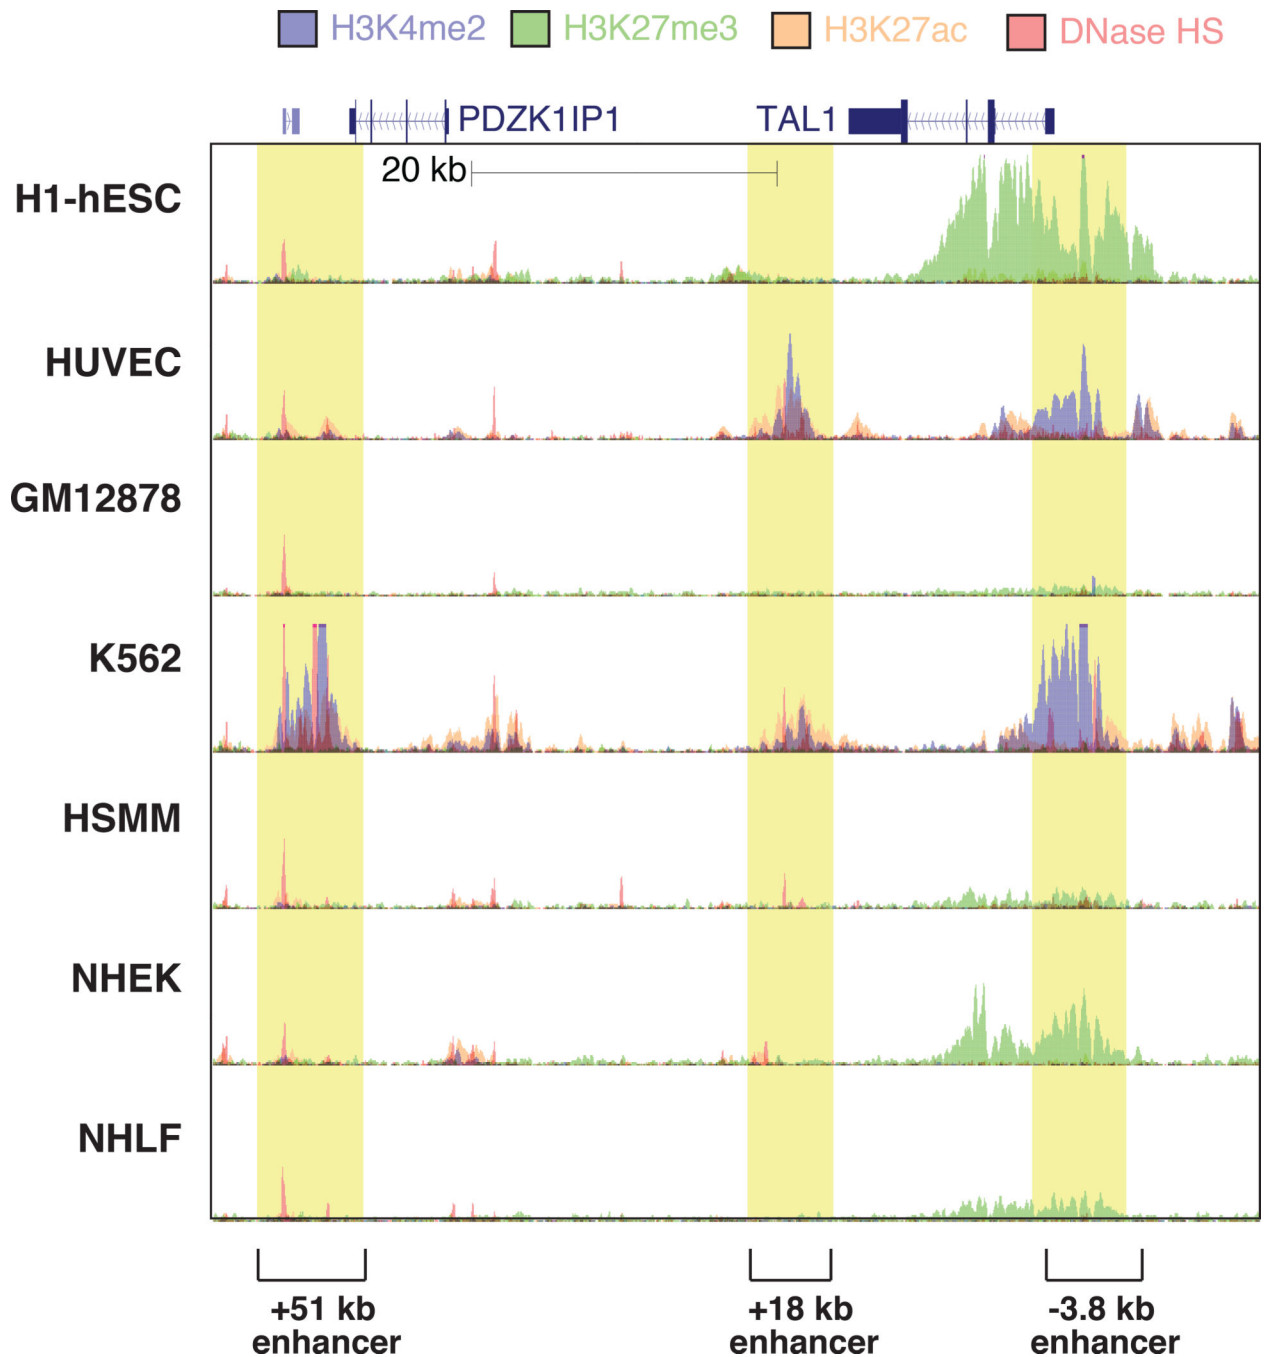 H3K4me2 H3K27me3 H3K27ac DNase HS
PDZK1IP1 TAL1
20 kb
H1-hESC
HUVEC
GM12878
K562
HSMM
NHEK
NHLF
+51 kb +18 kb -3.8 kb
enhancer enhancer enhancer